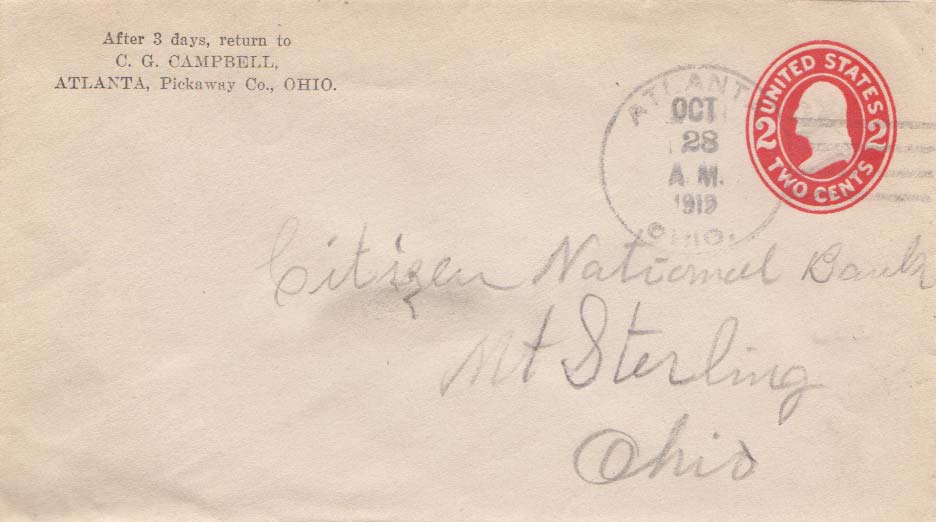 After 3 days, return to
C. G. CAMPBELL,
ATLANTA, Pickaway Co., OHIO.
ATLANTA
OCT
28
A.M.
1919
OHIO.
UNITED STATES
2 2
TWO CENTS
Citizen National Bank
Mt Sterling
Ohio